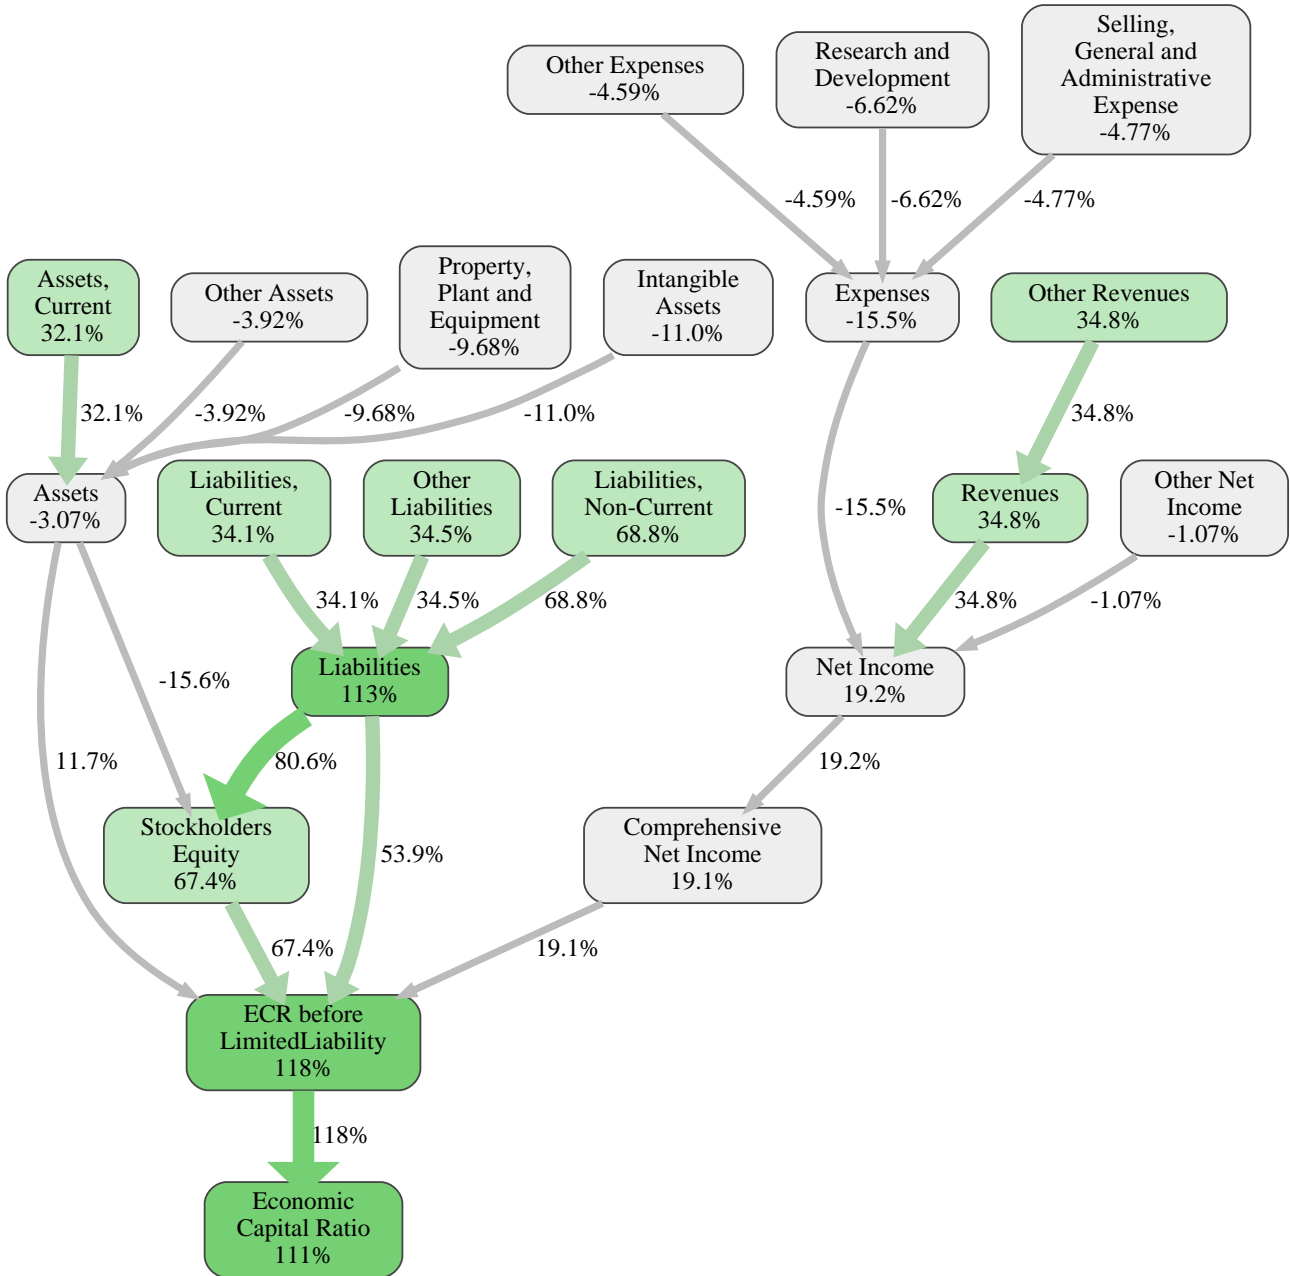 Selling,
General and
Administrative
Expense
-4.77%
Research and
Development
-6.62%
Other Expenses
-4.59%
-4.59%
-6.62%
-4.77%
Assets,
Current
32.1%
Other Assets
-3.92%
Property,
Plant and
Equipment
-9.68%
Intangible
Assets
-11.0%
Expenses
-15.5%
Other Revenues
34.8%
32.1%
-3.92%
-9.68%
-11.0%
34.8%
Assets
-3.07%
Liabilities,
Current
34.1%
Other
Liabilities
34.5%
Liabilities,
Non-Current
68.8%
-15.5%
Revenues
34.8%
Other Net
Income
-1.07%
34.1%
34.5%
68.8%
34.8%
-1.07%
-15.6%
Liabilities
113%
Net Income
19.2%
11.7%
80.6%
19.2%
Stockholders
Equity
67.4%
53.9%
Comprehensive
Net Income
19.1%
67.4%
19.1%
ECR before
LimitedLiability
118%
118%
Economic
Capital Ratio
111%